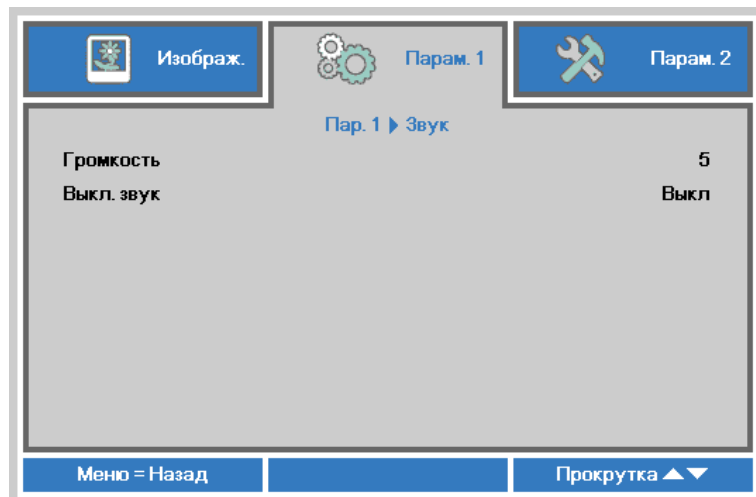 Изображ. Парам. 1 Парам. 2
Пар. 1 Звук
Громкость 5
Выкл. звук Выкл
Меню = Назад Прокрутка